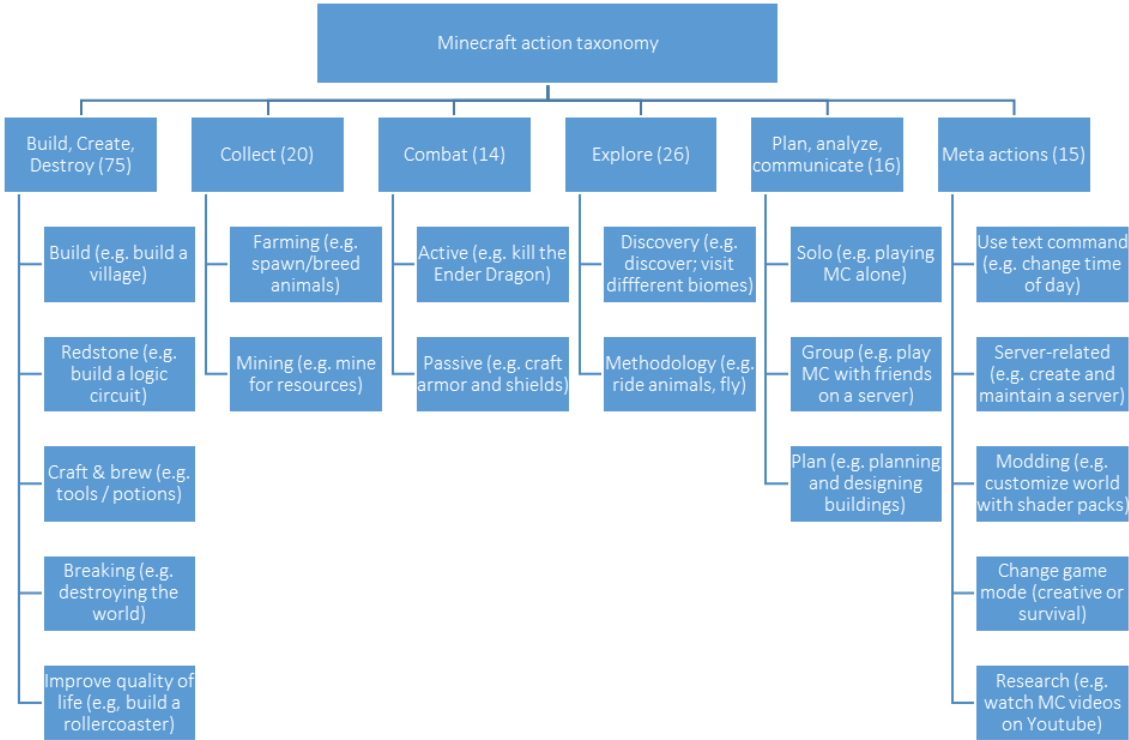 Minecraft action taxonomy
Build, Create,
Destroy (75)
Build (e.g. build a
village)
Redstone (e.g.
build a logic
circuit)
Craft & brew (e.g.
tools / potions)
Breaking (e.g.
destroying the
world)
Improve quality of
life (e.g, build a
rollercoaster)
Collect (20)
Farming (e.g.
spawn/breed
animals)
Mining (e.g. mine
for resources)
Combat (14)
Active (e.g. kill the
Ender Dragon)
Passive (e.g. craft
armor and shields)
Explore (26)
Discovery (e.g.
discover; visit
diffferent biomes)
Methodology (e.g.
ride animals, fly)
Plan, analyze,
communicate (16)
Solo (e.g. playing
MC alone)
Group (e.g. play
MC with friends
on a server)
Plan (e.g. planning
and designing
buildings)
Meta actions (15)
Use text command
(e.g. change time
of day)
Server-related
(e.g. create and
maintain a server)
Modding (e.g.
customize world
with shader packs)
Change game
mode (creative or
survival)
Research (e.g.
watch MC videos
on Youtube)